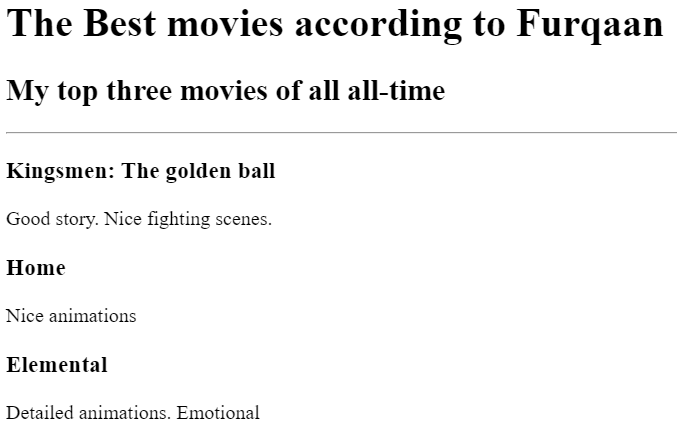 The Best movies according to Furqaan
My top three movies of all all-time
Kingsmen: The golden ball
Good story. Nice fighting scenes.
Home
Nice animations
Elemental
Detailed animations. Emotional